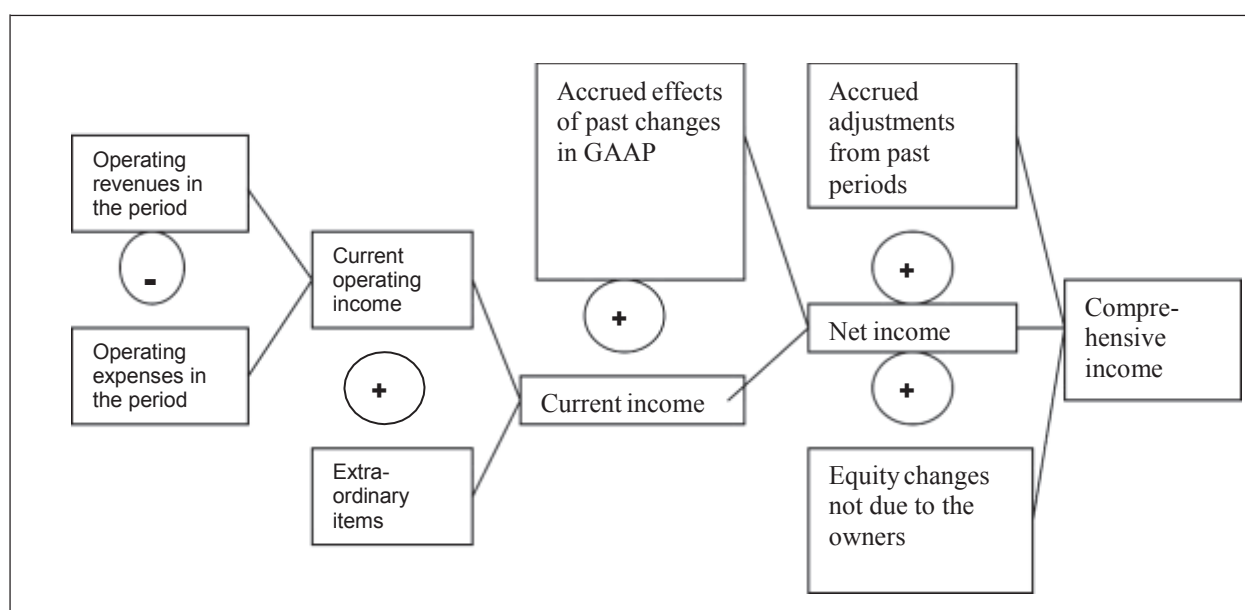 Operating
revenues in
the period
-
Operating
expenses in
the period
Current
operating
income
+
Extra-
ordinary
items
Accrued effects
of past changes
in GAAP
+
Current income
Accrued
adjustments
from past
periods
+
Net income
+
Equity changes
not due to the
owners
Compre-
hensive
income